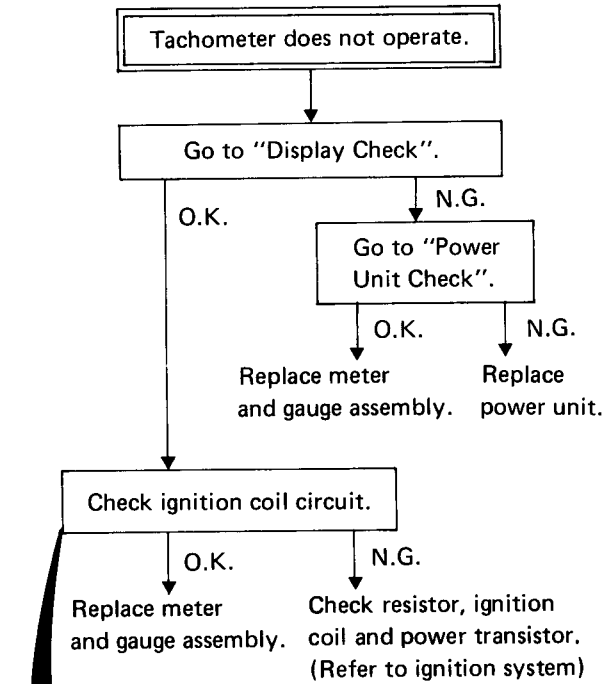 Tachometer does not operate.
Go to "Display Check".
O.K.
N.G.
Go to "Power
Unit Check".
O.K.
N.G.
Replace meter
and gauge assembly.
Replace
power unit.
Check ignition coil circuit.
O.K.
N.G.
Replace meter
and gauge assembly.
Check resistor, ignition
coil and power transistor.
(Refer to ignition system)